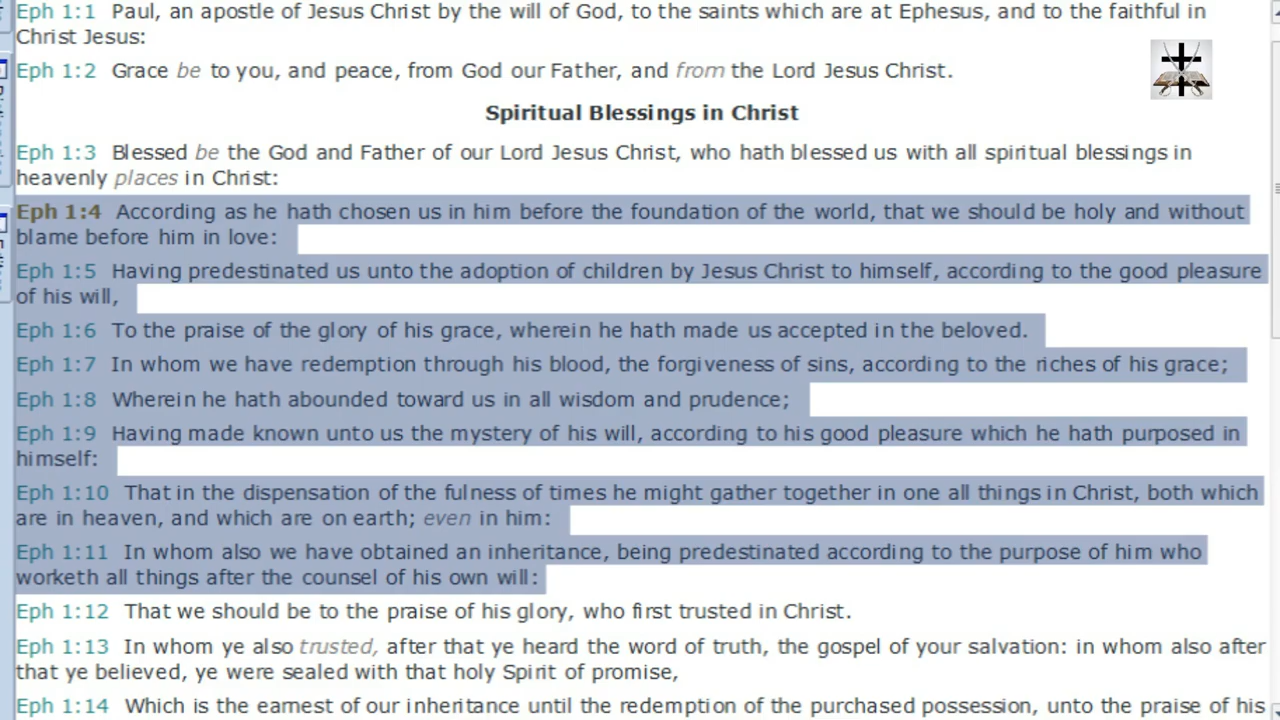 Eph 1:1 Paul, an apostle of Jesus Christ by the will of God, to the saints which are at Ephesus, and to the faithful in
Christ Jesus:
Eph 1:2 Grace be to you, and peace, from God our Father, and from the Lord Jesus Christ.
Spiritual Blessings in Christ
Eph 1:3 Blessed be the God and Father of our Lord Jesus Christ, who hath blessed us with all spiritual blessings in
heavenly places in Christ:
Eph 1:4 According as he hath chosen us in him before the foundation of the world, that we should be holy and without
blame before him in love:
Eph 1:5 Having predestinated us unto the adoption of children by Jesus Christ to himself, according to the good pleasure
of his will,
Eph 1:6 To the praise of the glory of his grace, wherein he hath made us accepted in the beloved.
Eph 1:7 In whom we have redemption through his blood, the forgiveness of sins, according to the riches of his grace;
Eph 1:8 Wherein he hath abounded toward us in all wisdom and prudence;
Eph 1:9 Having made known unto us the mystery of his will, according to his good pleasure which he hath purposed in
himself:
Eph 1:10 That in the dispensation of the fulness of times he might gather together in one all things in Christ, both which
are in heaven, and which are on earth; even in him:
Eph 1:11 In whom also we have obtained an inheritance, being predestinated according to the purpose of him who
worketh all things after the counsel of his own will:
Eph 1:12 That we should be to the praise of his glory, who first trusted in Christ.
Eph 1:13 In whom ye also trusted, after that ye heard the word of truth, the gospel of your salvation: in whom also after
that ye believed, ye were sealed with that holy Spirit of promise,
Eph 1:14 Which is the earnest of our inheritance until the redemption of the purchased possession, unto the praise of his